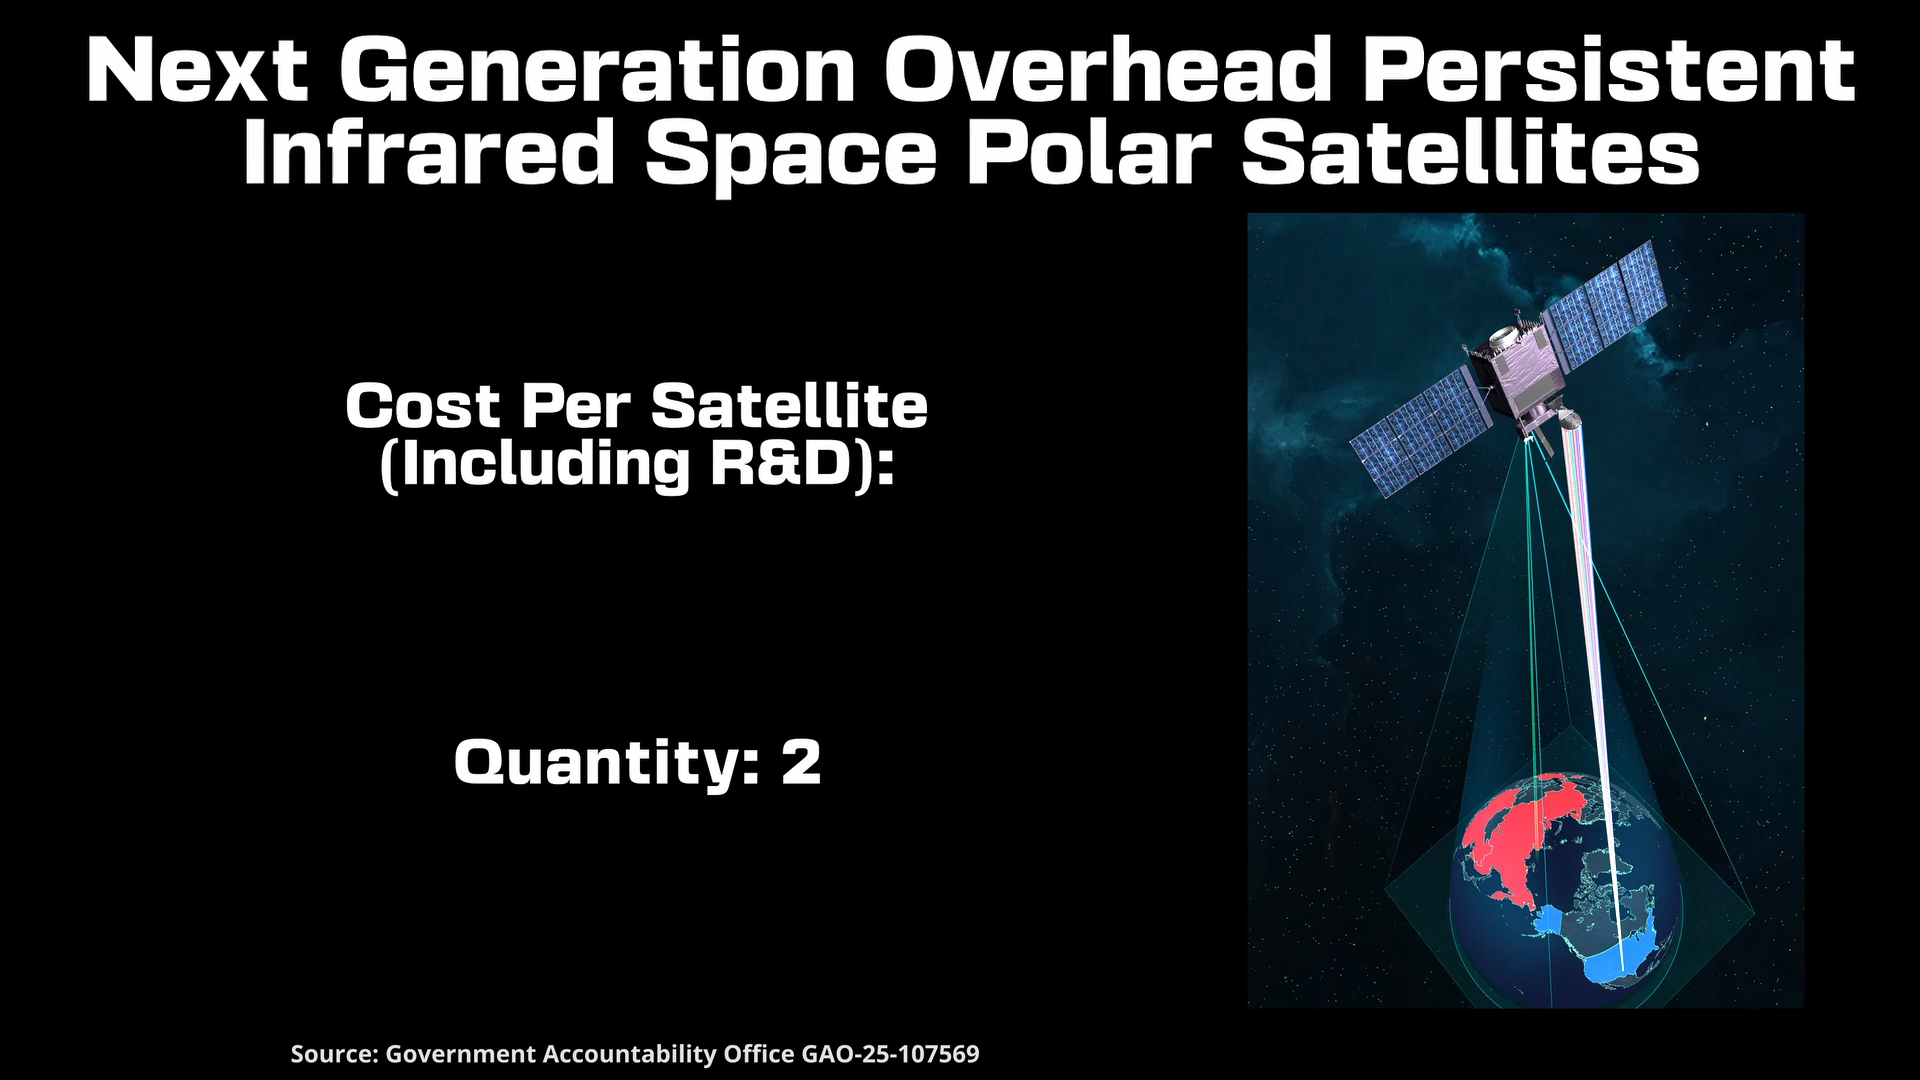 Next Generation Overhead Persistent
Infrared Space Polar Satellites
Cost Per Satellite
(Including R&D):
Quantity: 2
Source: Government Accountability Office GAO-25-107569